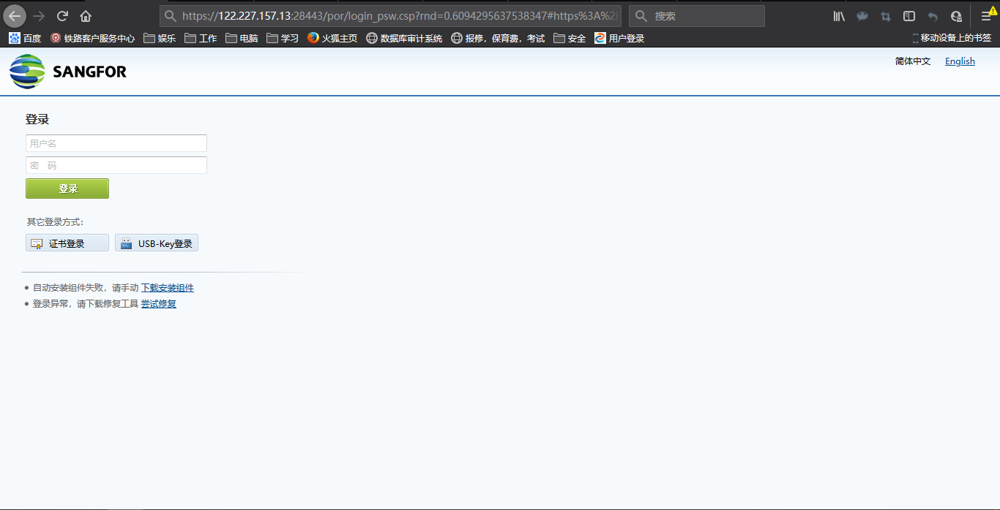 https://122.227.157.13:28443/por/login_psw.csp?rnd=0.6094295637538347#https%3A%2F
搜索
百度 铁路客户服务中心 娱乐 工作 电脑 学习 火狐主页 数据库审计系统 报修，保育费，考试 安全 用户登录 移动设备上的书签
SANGFOR
简体中文 English
登录
用户名
密 码
登录
其它登录方式：
证书登录 USB-Key登录
自动安装组件失败，请手动 下载安装组件
登录异常，请下载修复工具 尝试修复